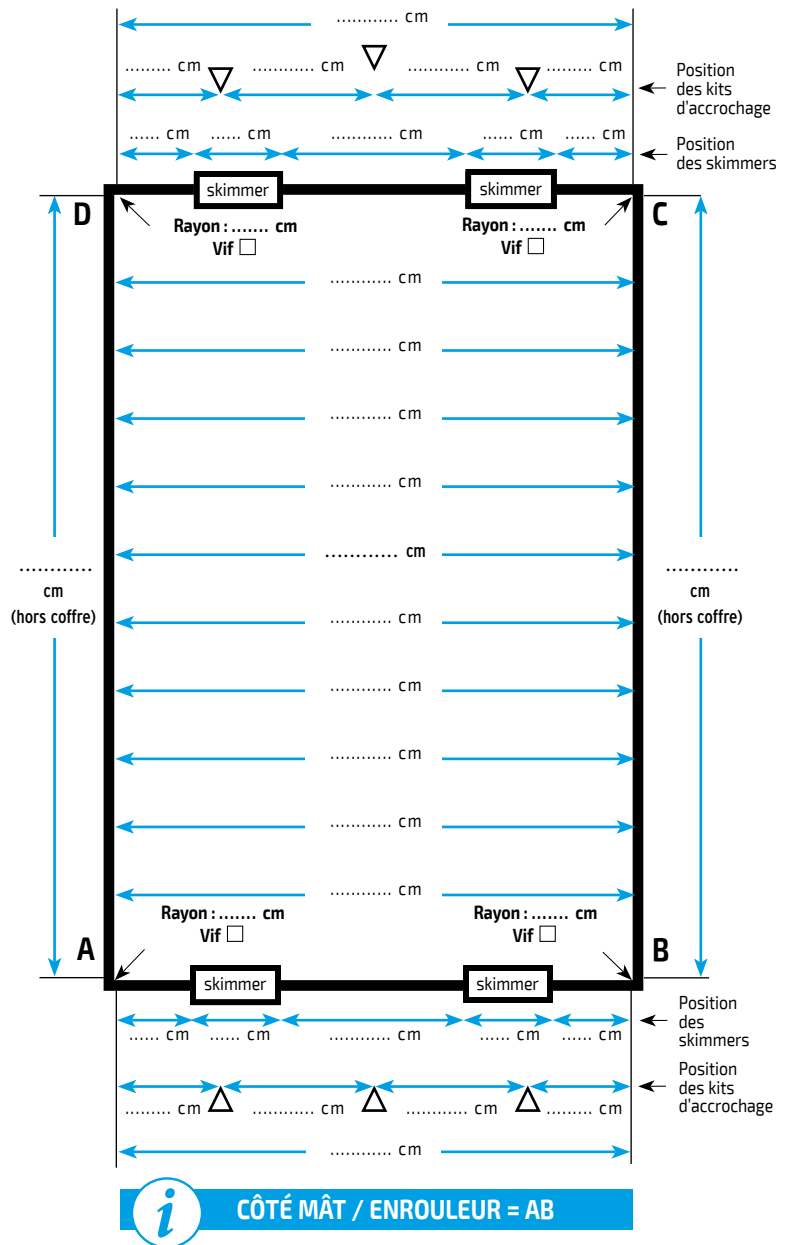 ............ cm
......... cm ............ cm ............ cm ......... cm
Position
des kits
d'accrochage
...... cm ...... cm ............ cm ...... cm ...... cm
Position
des skimmers
skimmer skimmer
D C
Rayon : ....... cm Rayon : ....... cm
Vif □ Vif □
............ cm
............ cm
............ cm
............ cm
............ cm
............ cm
............ cm
............ cm
............ cm
............ cm
............ cm
(hors coffre)
............ cm
(hors coffre)
Rayon : ....... cm Rayon : ....... cm
Vif □ Vif □
A B
skimmer skimmer
Position
des
skimmers
...... cm ...... cm ............ cm ...... cm ...... cm
Position
des kits
d'accrochage
......... cm ............ cm ............ cm ......... cm
............ cm
i CÔTÉ MÂT / ENROULEUR = AB